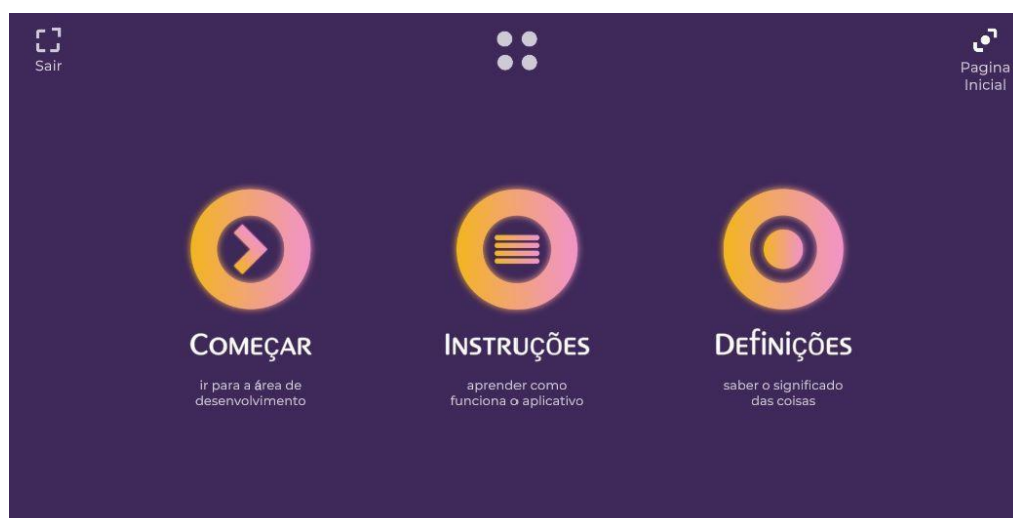 Sair
Pagina
Inicial
Começar
ir para a área de
desenvolvimento
Instruções
aprender como
funciona o aplicativo
Definições
saber o significado
das coisas